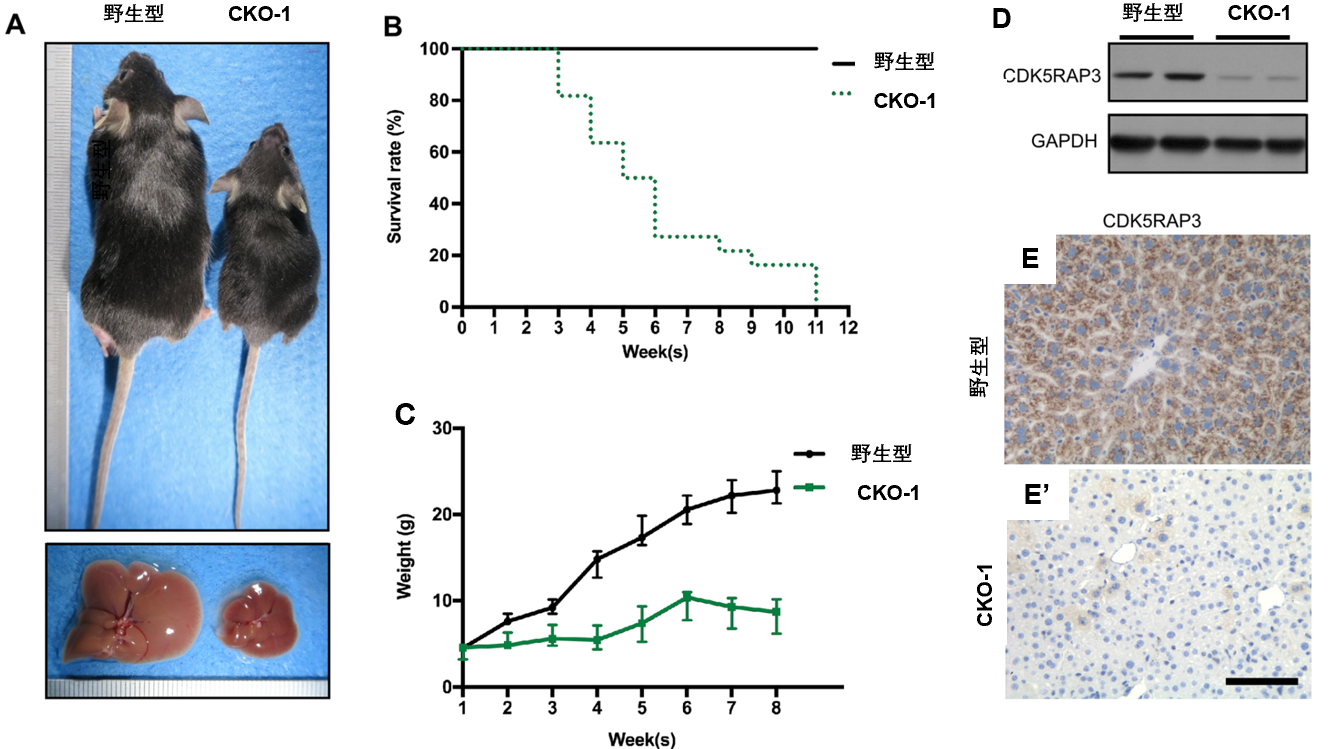 A
野生型 CKO-1
野生型
B
100
80
60
40
20
0
Survival rate (%)
0 1 2 3 4 5 6 7 8 9 10 11 12
Week(s)
野生型
CKO-1
C
30
20
10
0
Weight (g)
1 2 3 4 5 6 7 8
Week(s)
野生型
CKO-1
D
野生型 CKO-1
CDK5RAP3
GAPDH
CDK5RAP3
E
野生型
E’
CKO-1